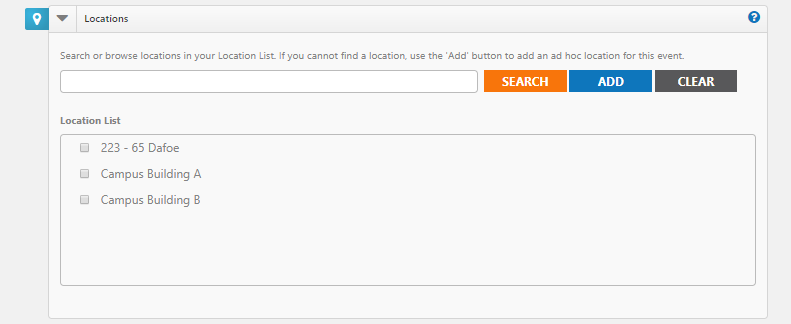 Locations
?
Search or browse locations in your Location List. If you cannot find a location, use the 'Add' button to add an ad hoc location for this event.
SEARCH ADD CLEAR
Location List
223 - 65 Dafoe
Campus Building A
Campus Building B